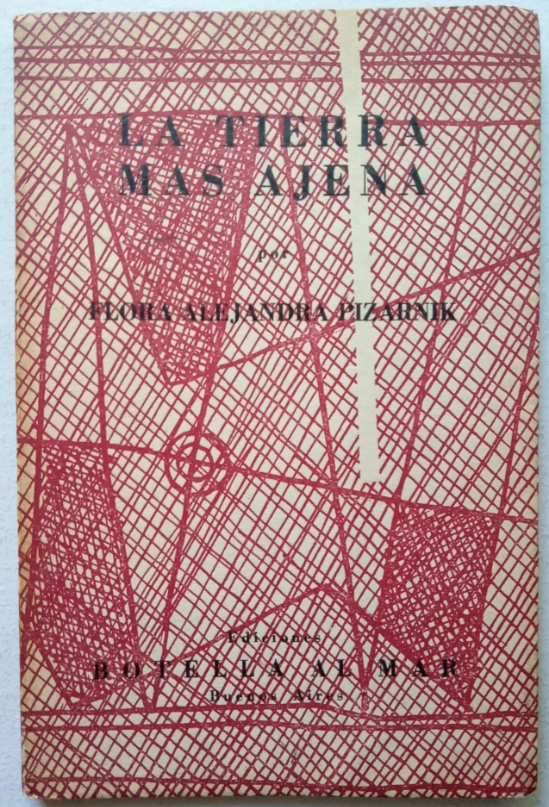 LA TIERRA
MAS AJENA
por
FLORA ALEJANDRA PIZARNIK
Ediciones
BOTELLA AL MAR
Buenos Aires